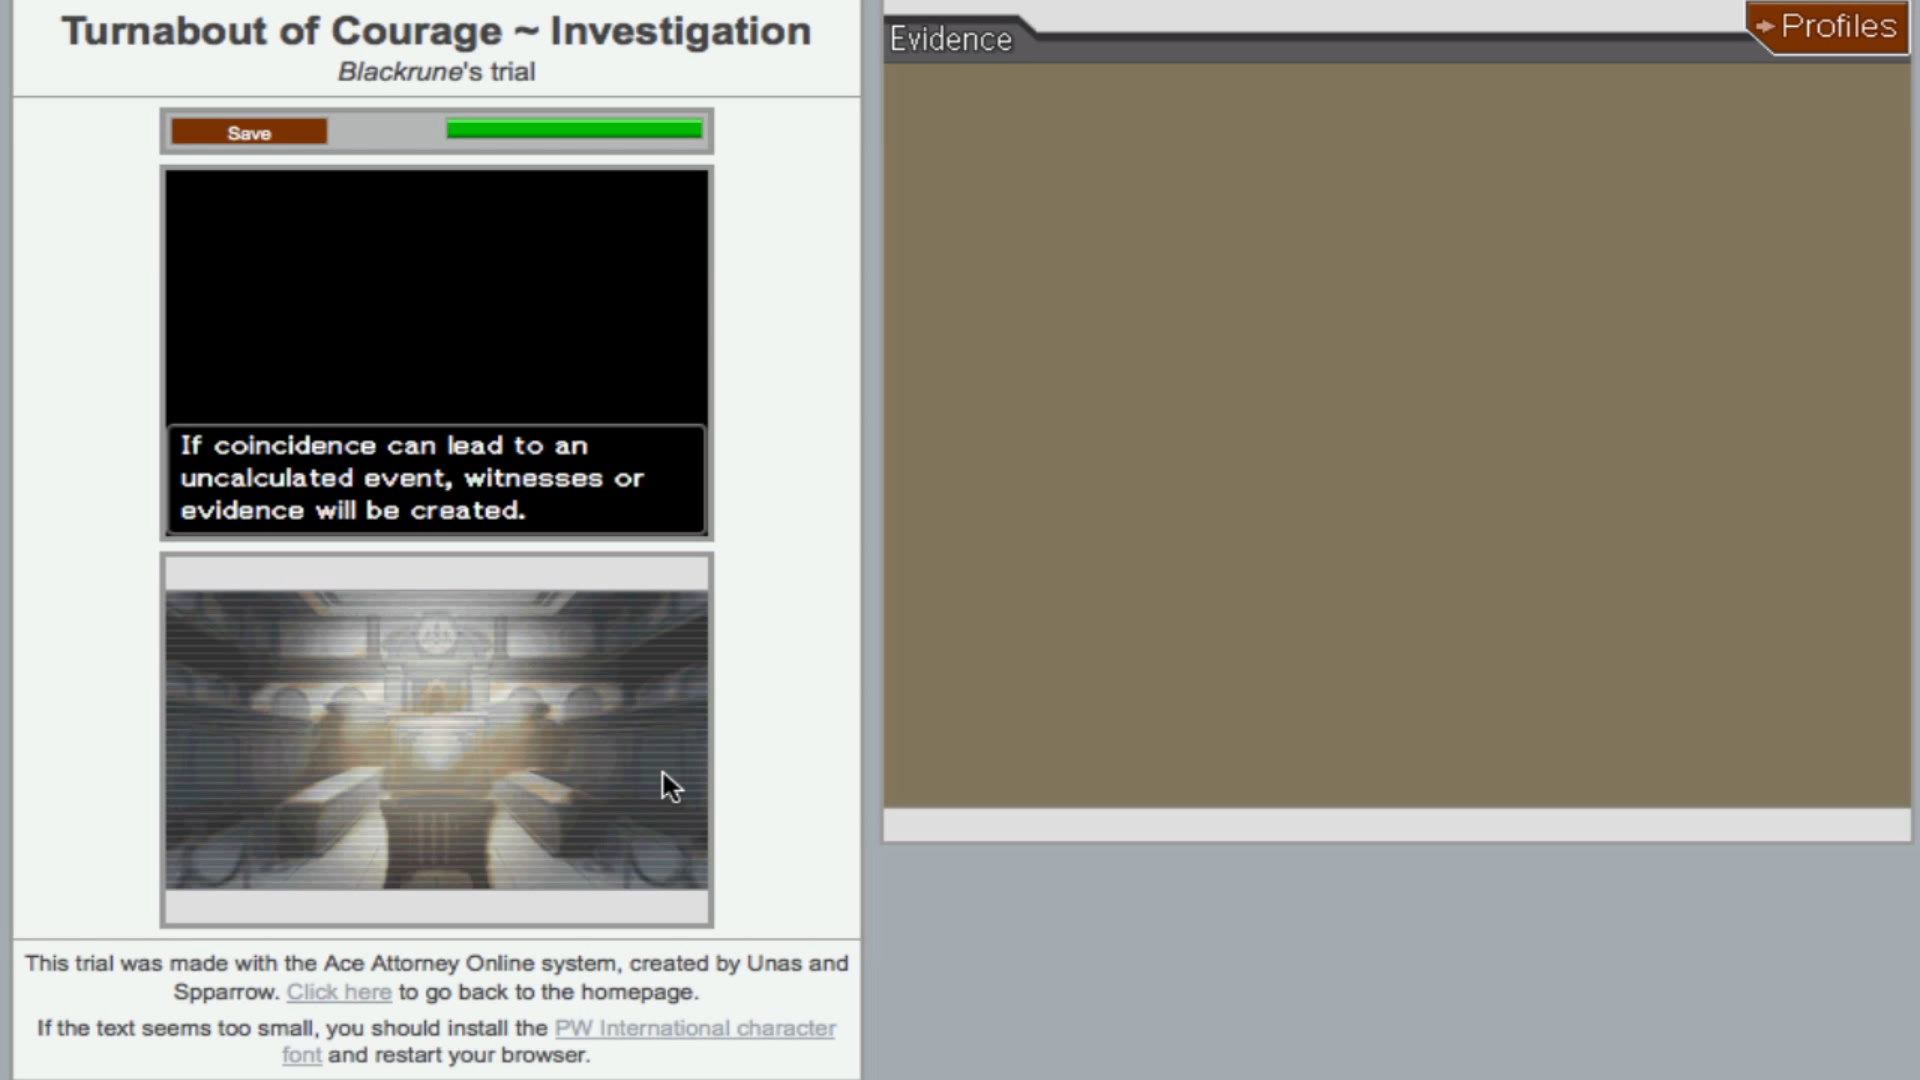 Turnabout of Courage ~ Investigation
Blackrune's trial
Save
If coincidence can lead to an
uncalculated event, witnesses or
evidence will be created.
This trial was made with the Ace Attorney Online system, created by Unas and
Spparrow. Click here to go back to the homepage.
If the text seems too small, you should install the PW International character
font and restart your browser.
Evidence
Profiles